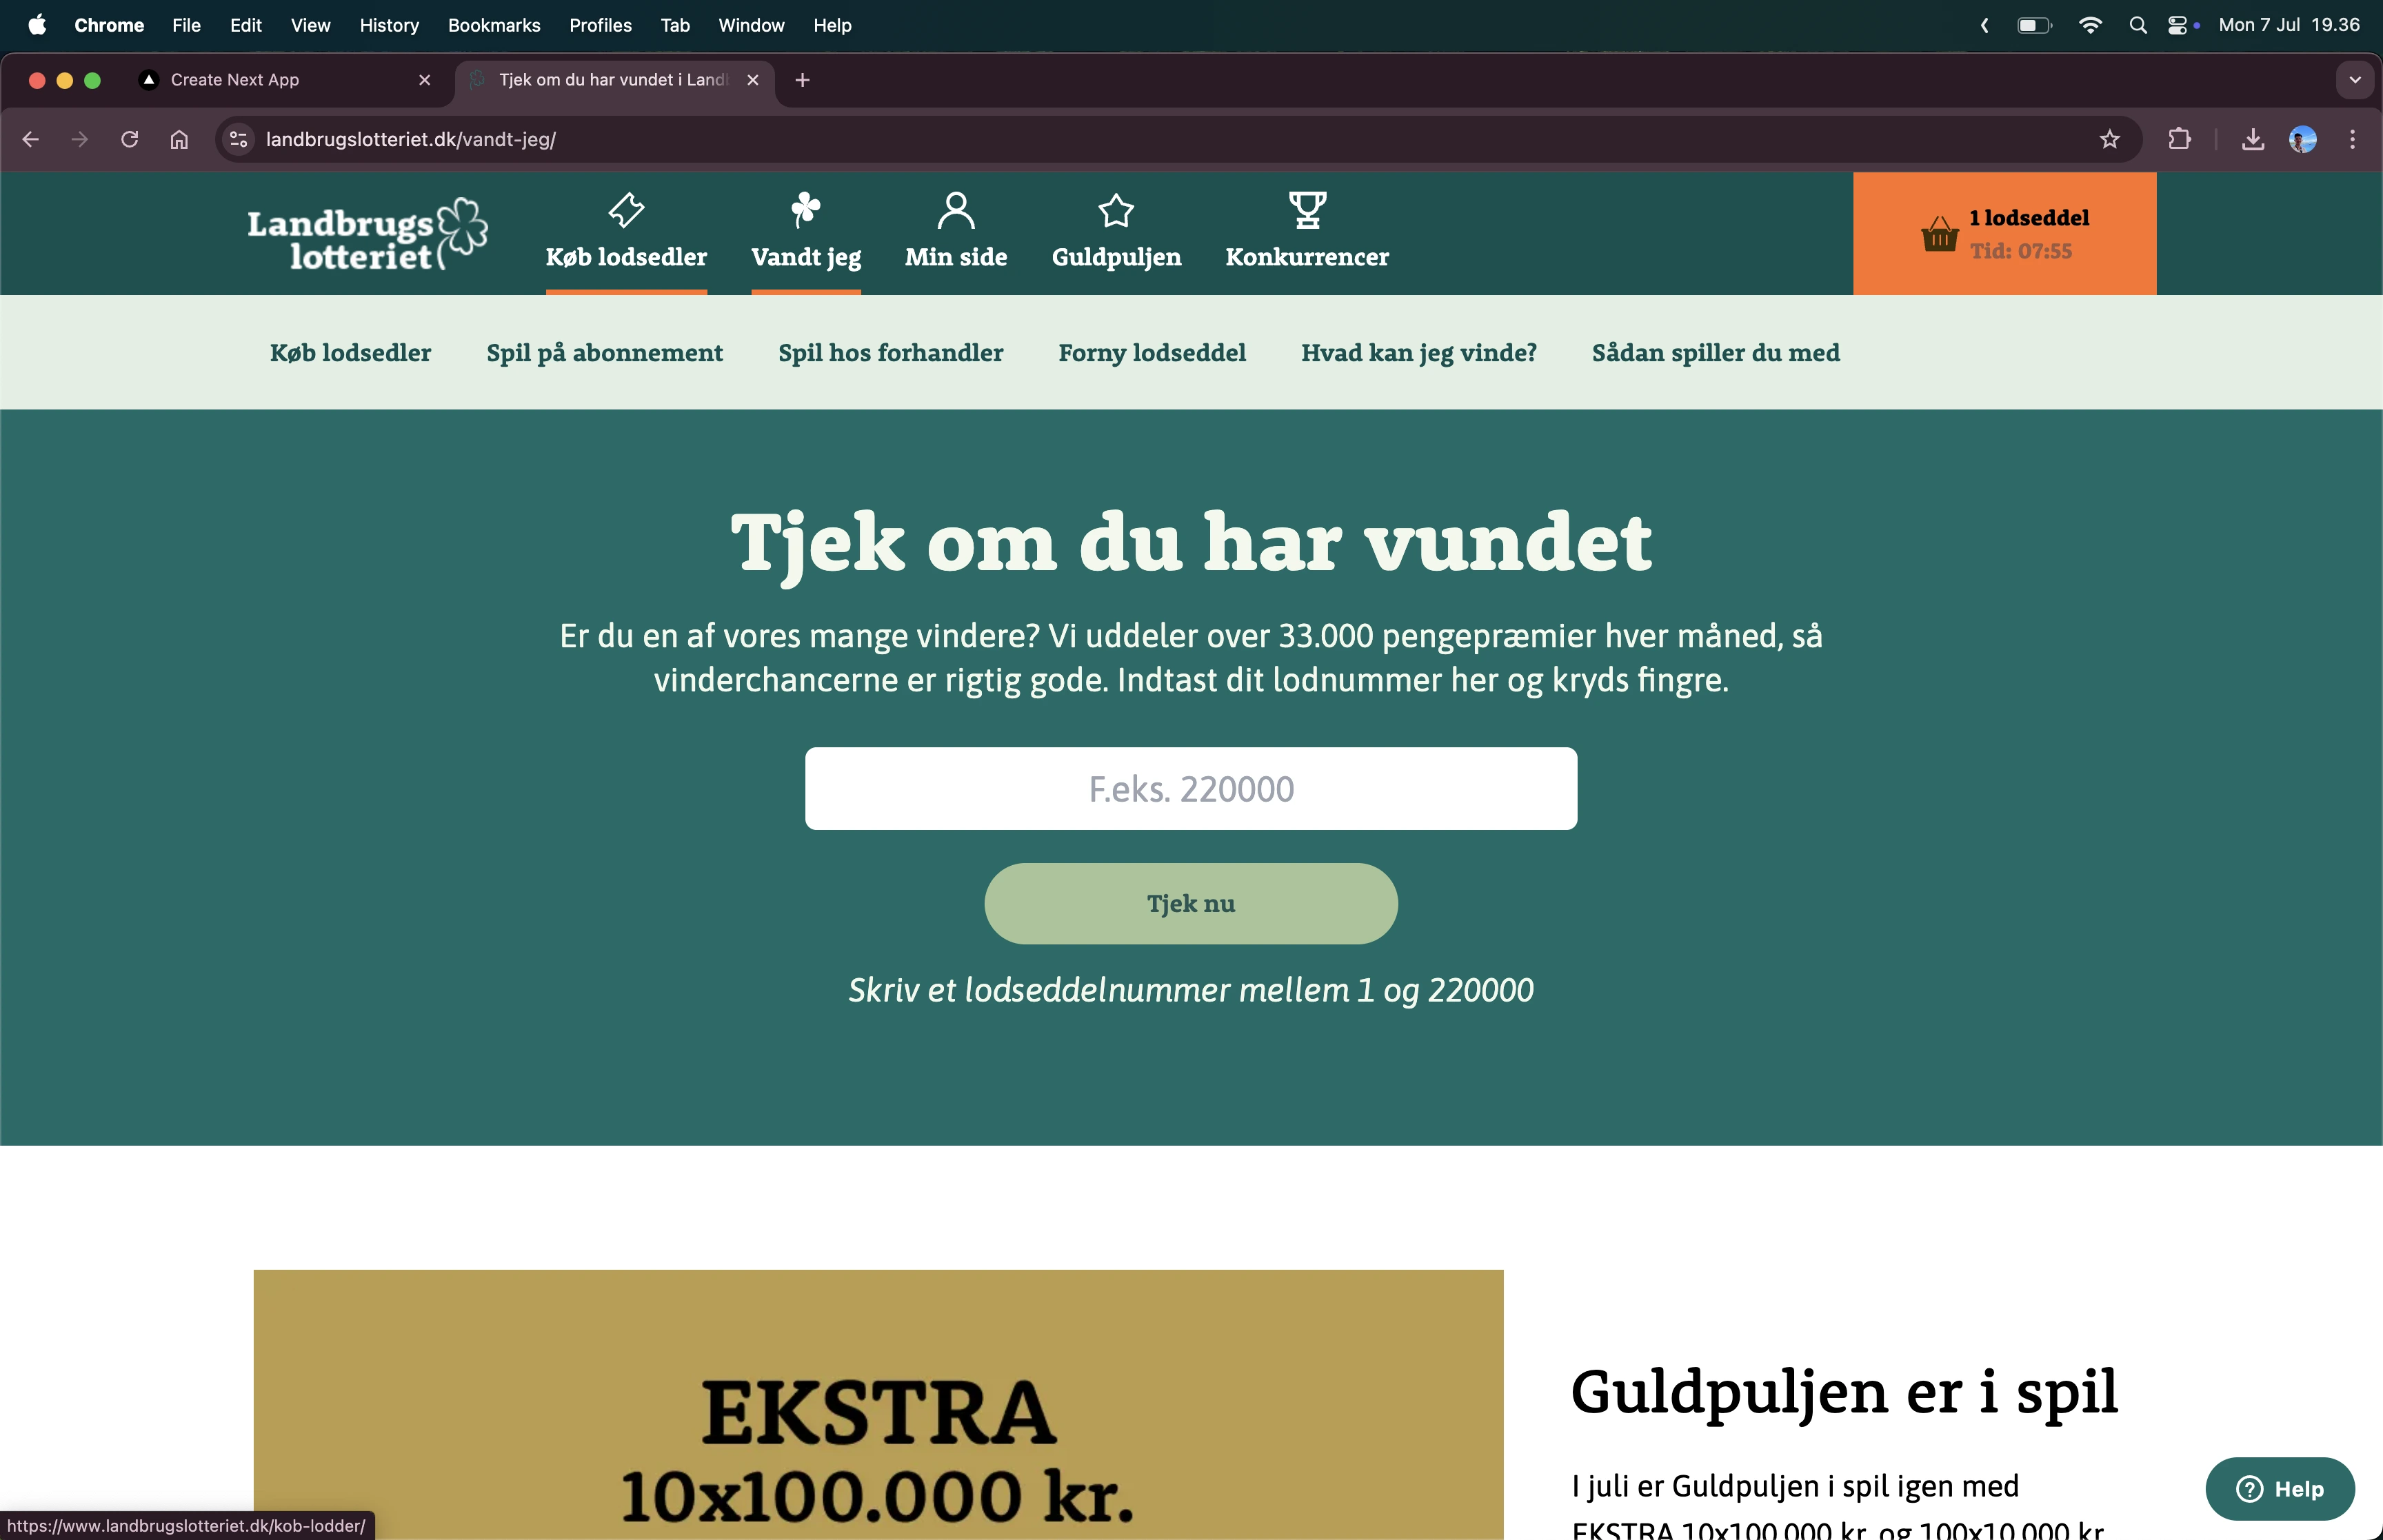 Chrome File Edit View History Bookmarks Profiles Tab Window Help Mon 7 Jul 19.36
Create Next App Tjek om du har vundet i Land
landbrugslotteriet.dk/vandt-jeg/
Landbrugs
lotteriet
Køb lodsedler Vandt jeg Min side Guldpuljen Konkurrencer
1 lodseddel
Tid: 07:55
Køb lodsedler Spil på abonnement Spil hos forhandler Forny lodseddel Hvad kan jeg vinde? Sådan spiller du med
Tjek om du har vundet
Er du en af vores mange vindere? Vi uddeler over 33.000 pengepræmier hver måned, så
vinderchancerne er rigtig gode. Indtast dit lodnummer her og kryds fingre.
F.eks. 220000
Tjek nu
Skriv et lodseddelnummer mellem 1 og 220000
EKSTRA
10x100.000 kr.
Guldpuljen er i spil
I juli er Guldpuljen i spil igen med
EKSTRA 10x100.000 kr. og 100x10.000 kr.
Help
https://www.landbrugslotteriet.dk/kob-lodder/